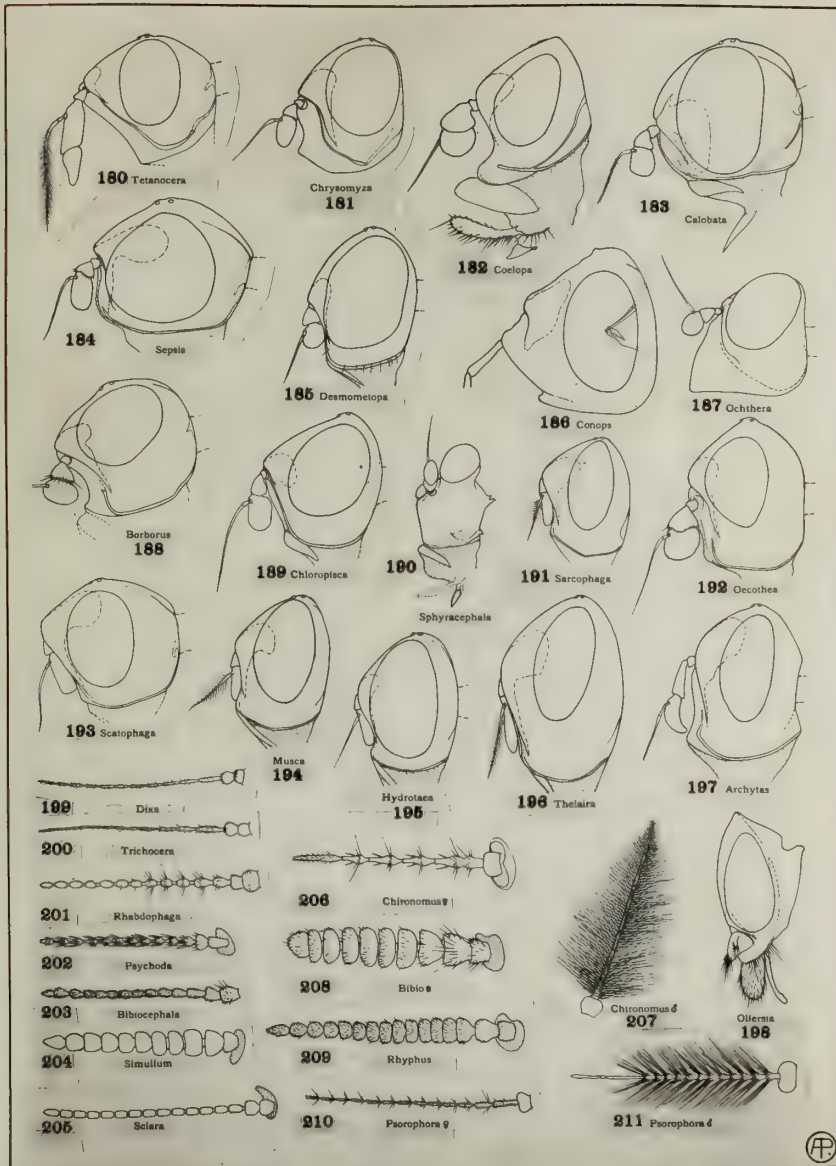 180 Tetanocera
Chrysomyza
181
182 Coelopa
183
Calobata
184
Sepsis
185 Desmometopa
186 Conops
187 Ochthera
Borborus
188
189 Chloropisca
190
Sphyracephala
191 Sarcophaga
192 Oecothea
193 Scatophaga
Musca
194
Hydrotaea
195
196 Thelaira
197 Archytas
199 Dixa
200 Trichocera
201 Rhabdophaga
202 Psychoda
203 Bibiocephala
204 Simulium
205 Sciara
206 Chironomus ♀
208 Bibio
209 Rhyphus
210 Psorophora ♀
Chironomus ♂
207
Olfersia
198
211 Psorophora ♂
AP